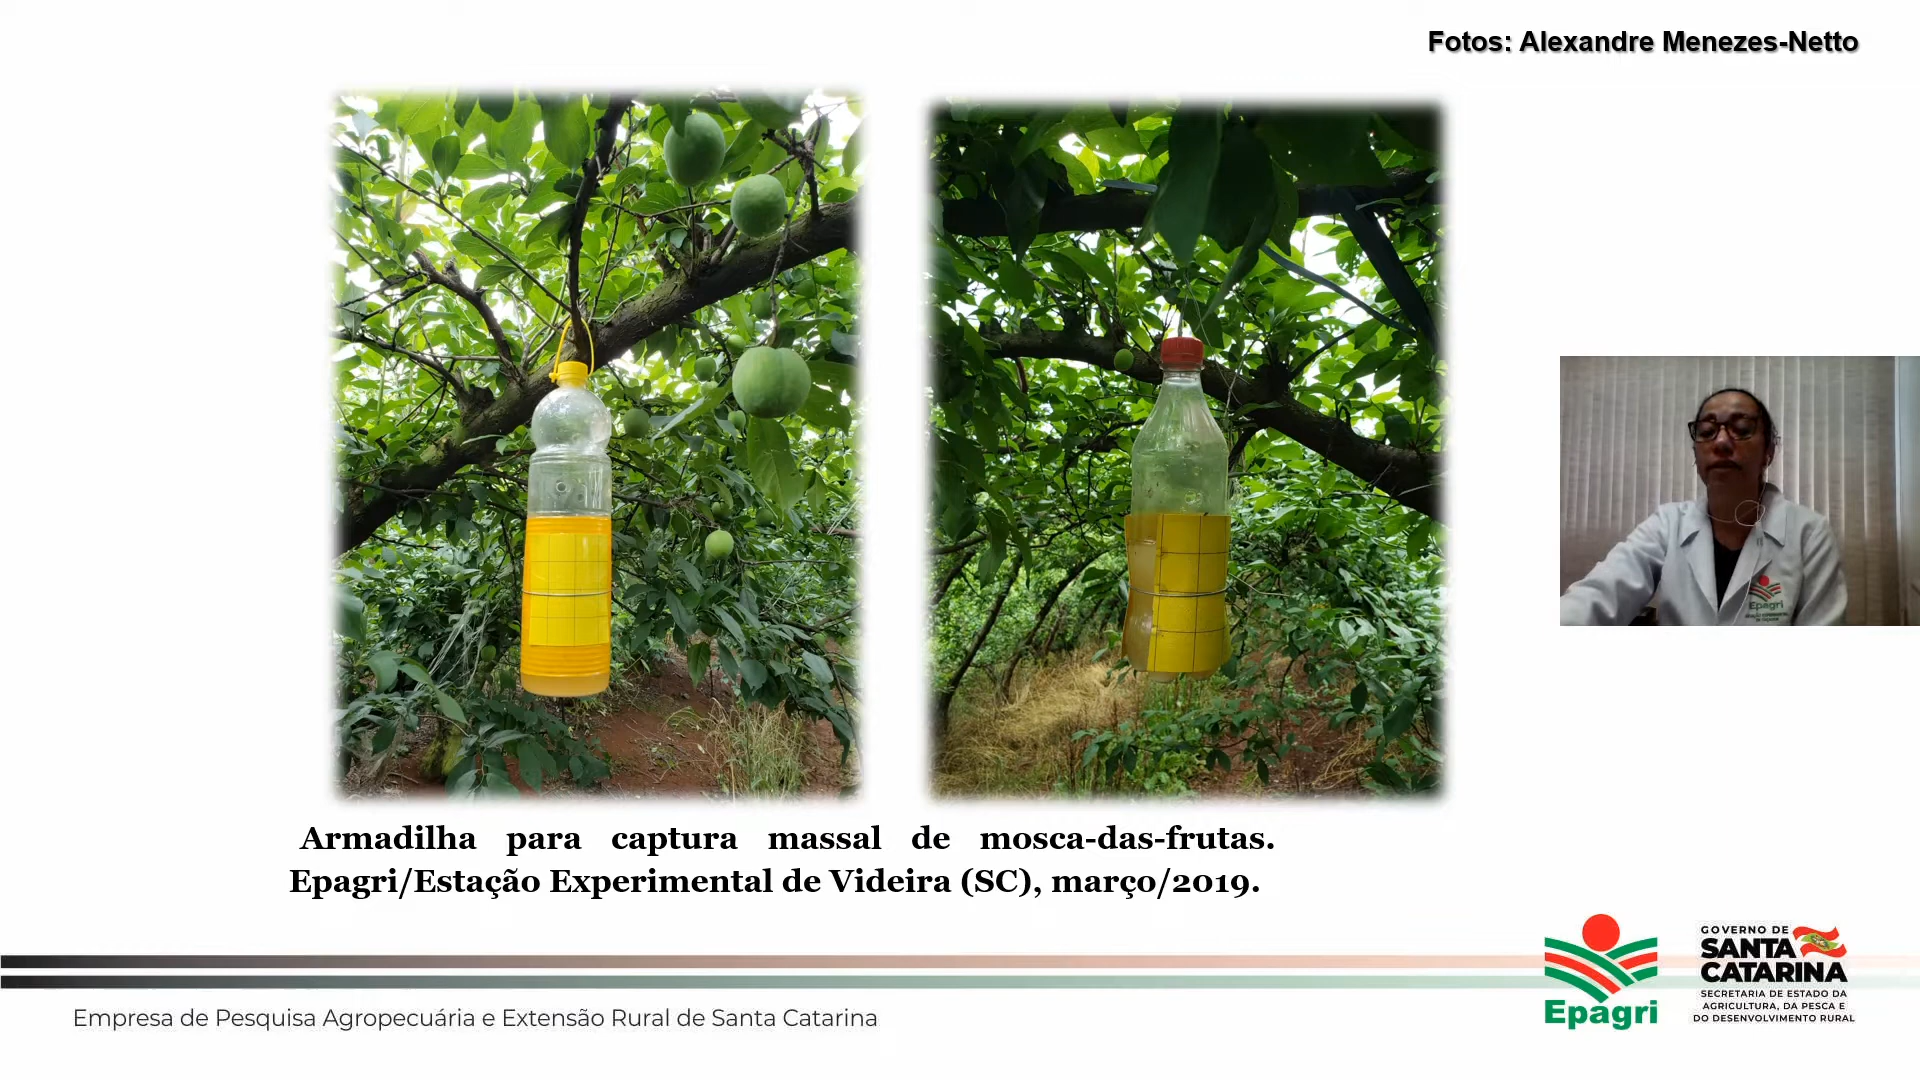 Fotos: Alexandre Menezes-Netto
Armadilha para captura massal de mosca-das-frutas.
Epagri/Estação Experimental de Videira (SC), março/2019.
Epagri
Empresa de Pesquisa Agropecuária e Extensão Rural de Santa Catarina
Epagri
GOVERNO DE
SANTA
CATARINA
SECRETARIA DE ESTADO DA
AGRICULTURA, DA PESCA E
DO DESENVOLVIMENTO RURAL